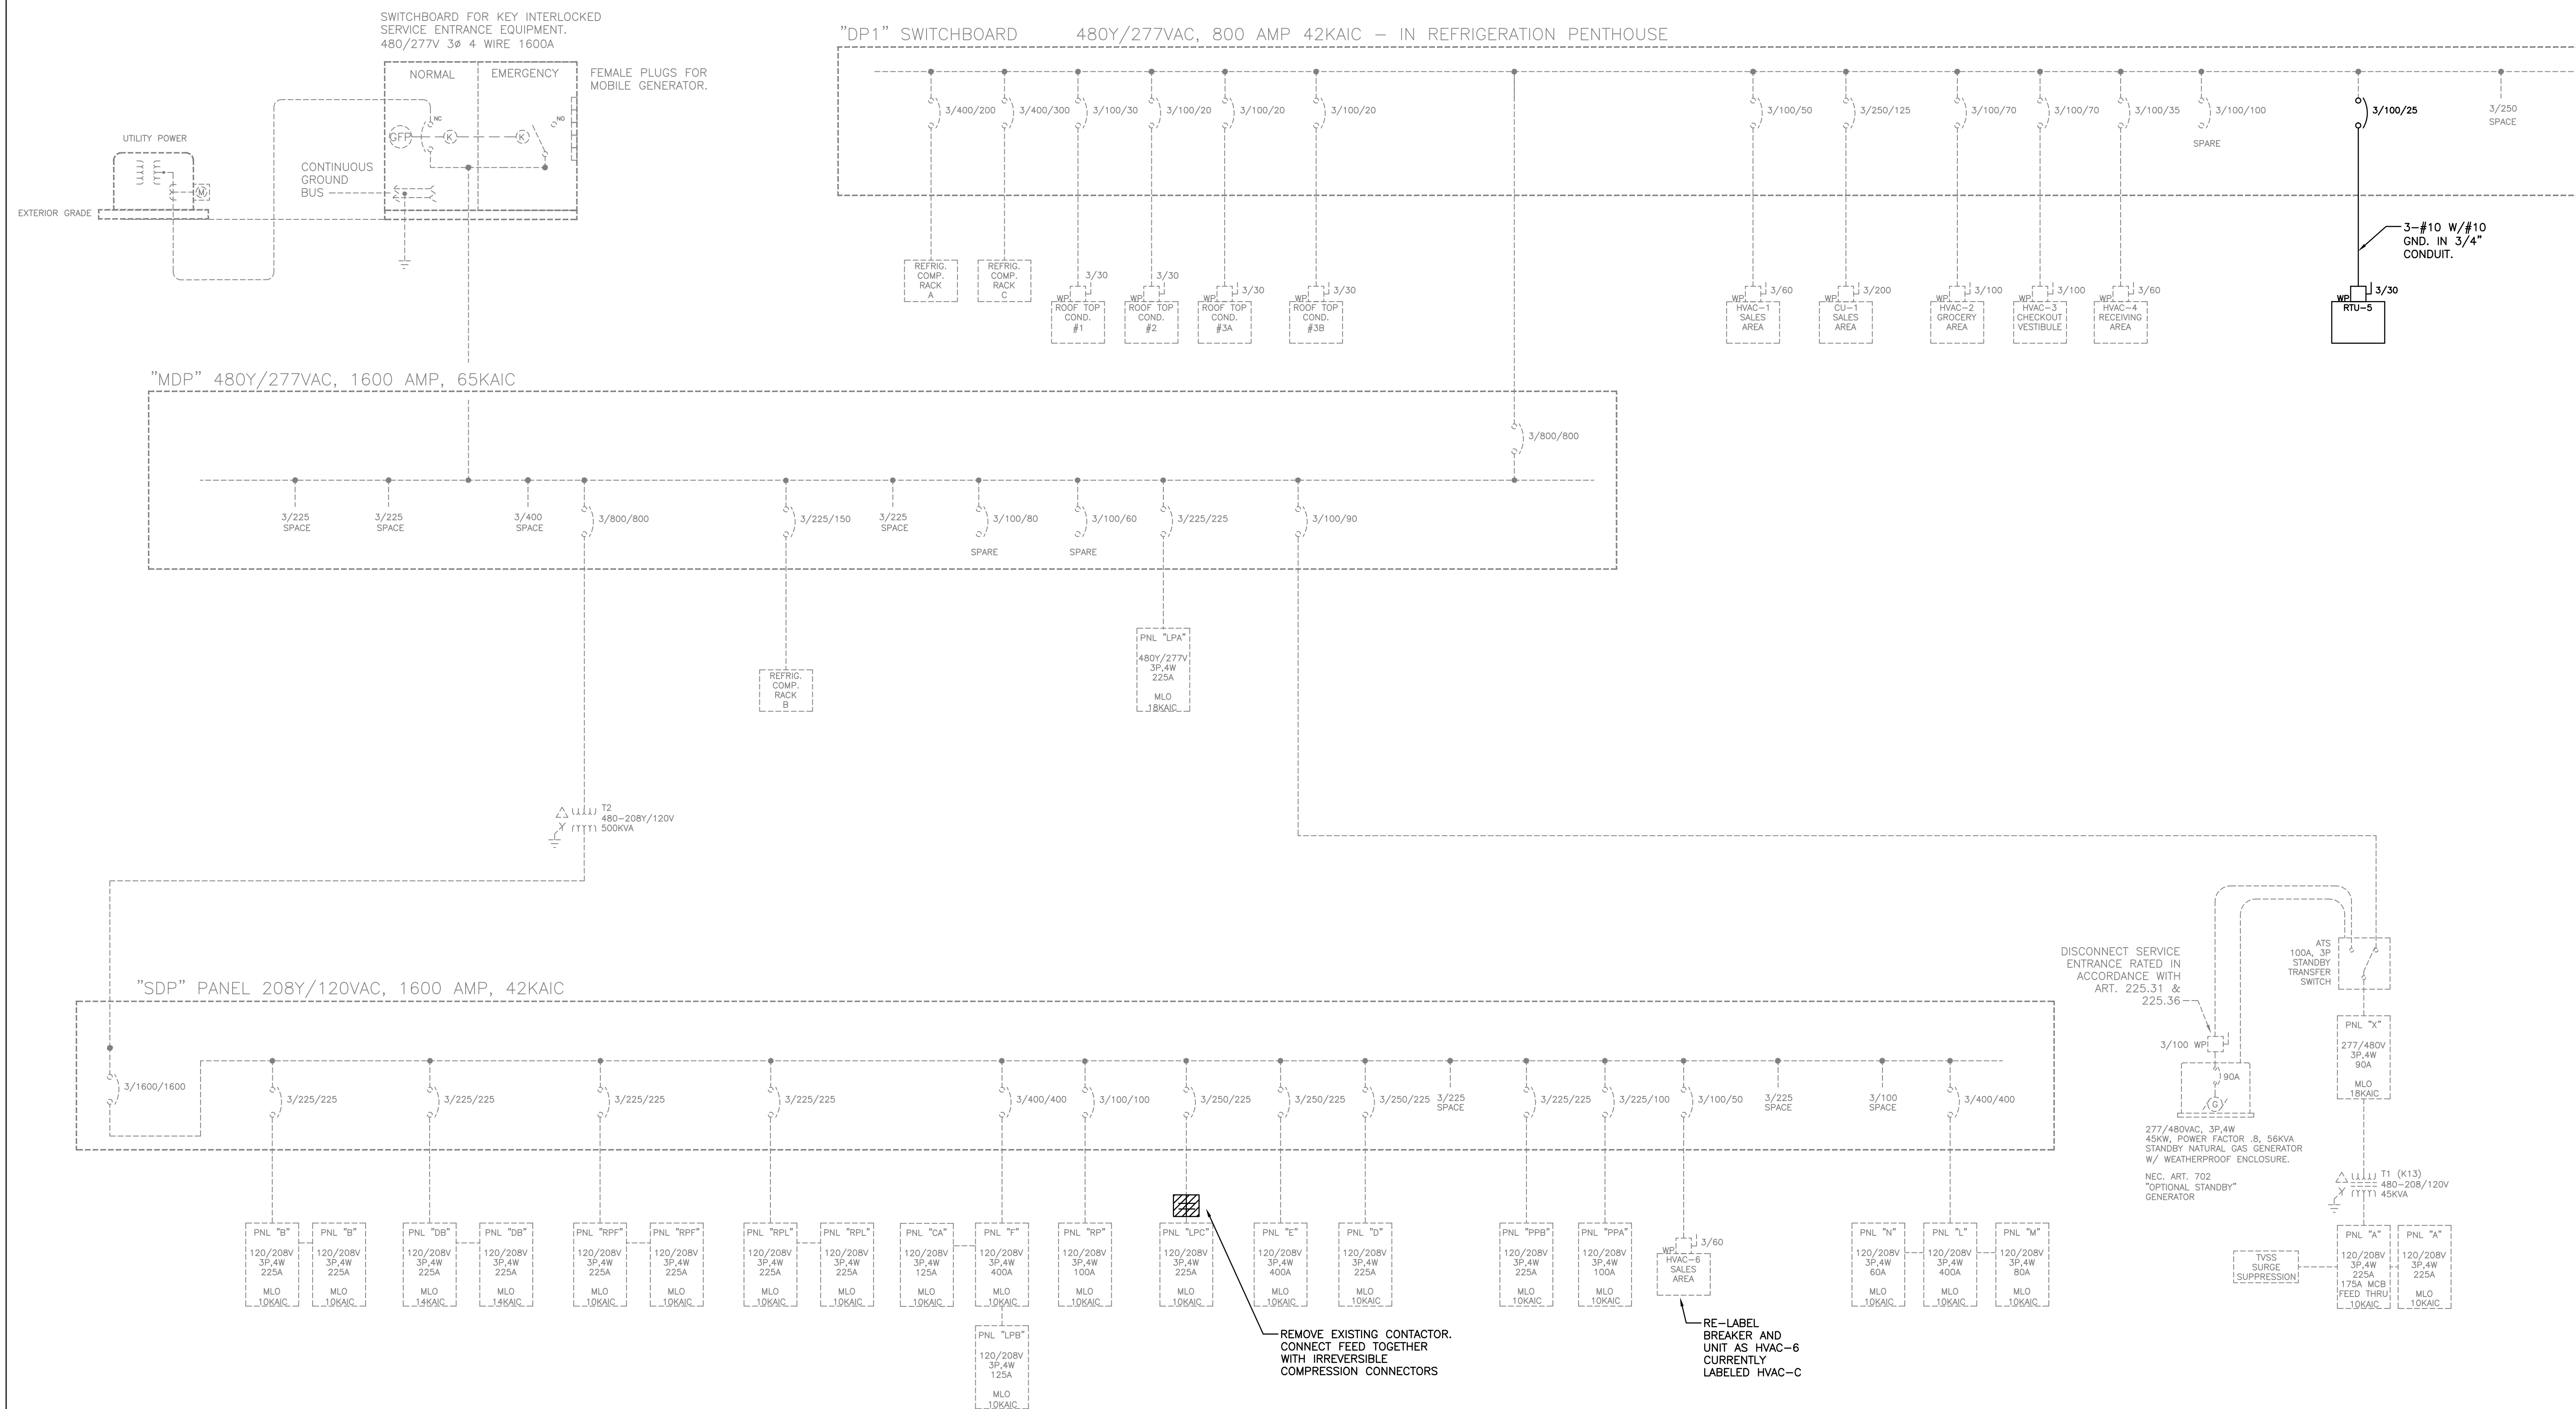 SWITCHBOARD FOR KEY INTERLOCKED
SERVICE ENTRANCE EQUIPMENT.
480/277V 3ø 4 WIRE 1600A
NORMAL
EMERGENCY
FEMALE PLUGS FOR
MOBILE GENERATOR.
NC
NO
GFP
K
K
UTILITY POWER
M
CONTINUOUS
GROUND
BUS
EXTERIOR GRADE
"DP1" SWITCHBOARD 480Y/277VAC, 800 AMP 42KAIC – IN REFRIGERATION PENTHOUSE
3/400/200
3/400/300
3/100/30
3/100/20
3/100/20
3/100/20
3/100/50
3/250/125
3/100/70
3/100/70
3/100/35
3/100/100
SPARE
3/100/25
3/250
SPACE
3-#10 W/#10
GND. IN 3/4"
CONDUIT.
REFRIG.
COMP.
RACK
A
REFRIG.
COMP.
RACK
C
3/30
WP
ROOF TOP
COND.
#1
3/30
WP
ROOF TOP
COND.
#2
3/30
WP
ROOF TOP
COND.
#3A
3/30
WP
ROOF TOP
COND.
#3B
3/60
WP
HVAC-1
SALES
AREA
3/200
WP
CU-1
SALES
AREA
3/100
WP
HVAC-2
GROCERY
AREA
3/100
WP
HVAC-3
CHECKOUT
VESTIBULE
3/60
WP
HVAC-4
RECEIVING
AREA
3/30
WP
RTU-5
"MDP" 480Y/277VAC, 1600 AMP, 65KAIC
3/800/800
3/225
SPACE
3/225
SPACE
3/400
SPACE
3/800/800
3/225/150
3/225
SPACE
3/100/80
SPARE
3/100/60
SPARE
3/225/225
3/100/90
REFRIG.
COMP.
RACK
B
PNL "LPA"
480Y/277V
3P,4W
225A
MLO
18KAIC
T2
480-208Y/120V
500KVA
Y
"SDP" PANEL 208Y/120VAC, 1600 AMP, 42KAIC
3/1600/1600
3/225/225
3/225/225
3/225/225
3/225/225
3/400/400
3/100/100
3/250/225
3/250/225
3/250/225
3/225
SPACE
3/225/225
3/225/100
3/100/50
3/225
SPACE
3/100
SPACE
3/400/400
PNL "B"
120/208V
3P,4W
225A
MLO
10KAIC
PNL "B"
120/208V
3P,4W
225A
MLO
10KAIC
PNL "DB"
120/208V
3P,4W
225A
MLO
14KAIC
PNL "DB"
120/208V
3P,4W
225A
MLO
14KAIC
PNL "RPF"
120/208V
3P,4W
225A
MLO
10KAIC
PNL "RPF"
120/208V
3P,4W
225A
MLO
10KAIC
PNL "RPL"
120/208V
3P,4W
225A
MLO
10KAIC
PNL "RPL"
120/208V
3P,4W
225A
MLO
10KAIC
PNL "CA"
120/208V
3P,4W
125A
MLO
10KAIC
PNL "F"
120/208V
3P,4W
400A
MLO
10KAIC
PNL "LPB"
120/208V
3P,4W
125A
MLO
10KAIC
PNL "RP"
120/208V
3P,4W
100A
MLO
10KAIC
PNL "LPC"
120/208V
3P,4W
225A
MLO
10KAIC
REMOVE EXISTING CONTACTOR.
CONNECT FEED TOGETHER
WITH IRREVERSIBLE
COMPRESSION CONNECTORS
PNL "E"
120/208V
3P,4W
400A
MLO
10KAIC
PNL "D"
120/208V
3P,4W
225A
MLO
10KAIC
PNL "PPB"
120/208V
3P,4W
225A
MLO
10KAIC
PNL "PPA"
120/208V
3P,4W
100A
MLO
10KAIC
3/60
WP
HVAC-6
SALES
AREA
RE-LABEL
BREAKER AND
UNIT AS HVAC-6
CURRENTLY
LABELED HVAC-C
PNL "N"
120/208V
3P,4W
60A
MLO
10KAIC
PNL "L"
120/208V
3P,4W
400A
MLO
10KAIC
PNL "M"
120/208V
3P,4W
80A
MLO
10KAIC
DISCONNECT SERVICE
ENTRANCE RATED IN
ACCORDANCE WITH
ART. 225.31 &
225.36
ATS
100A, 3P
STANDBY
TRANSFER
SWITCH
3/100 WP
90A
G
277/480VAC, 3P,4W
45KW, POWER FACTOR .8, 56KVA
STANDBY NATURAL GAS GENERATOR
W/ WEATHERPROOF ENCLOSURE.
NEC. ART. 702
"OPTIONAL STANDBY"
GENERATOR
PNL "X"
277/480V
3P,4W
90A
MLO
18KAIC
T1 (K13)
480-208/120V
45KVA
Y
TVSS
SURGE
SUPPRESSION
PNL "A"
120/208V
3P,4W
225A
175A MCB
FEED THRU
10KAIC
PNL "A"
120/208V
3P,4W
225A
MLO
10KAIC